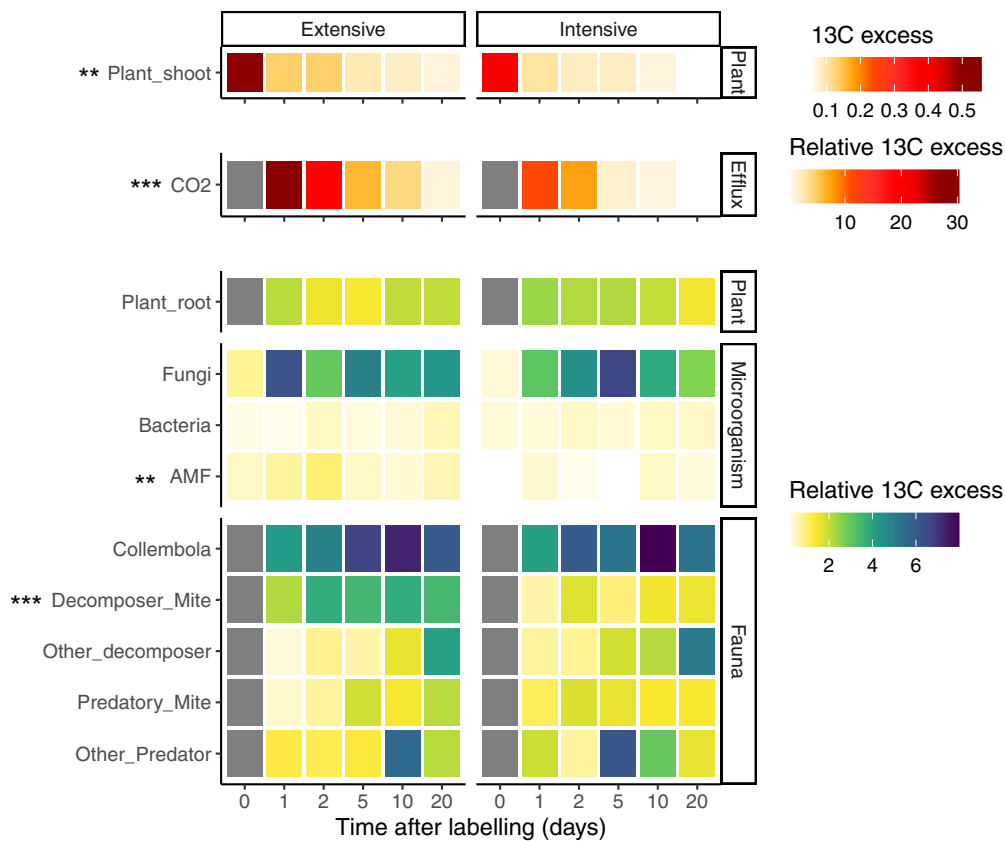 Extensive
Intensive
** Plant_shoot
Plant
*** CO2
Efflux
Plant_root
Plant
Fungi
Bacteria
** AMF
Microorganism
Collembola
*** Decomposer_Mite
Other_decomposer
Predatory_Mite
Other_Predator
Fauna
0 1 2 5 10 20
0 1 2 5 10 20
Time after labelling (days)
13C excess
0.1 0.2 0.3 0.4 0.5
Relative 13C excess
10 20 30
Relative 13C excess
2 4 6